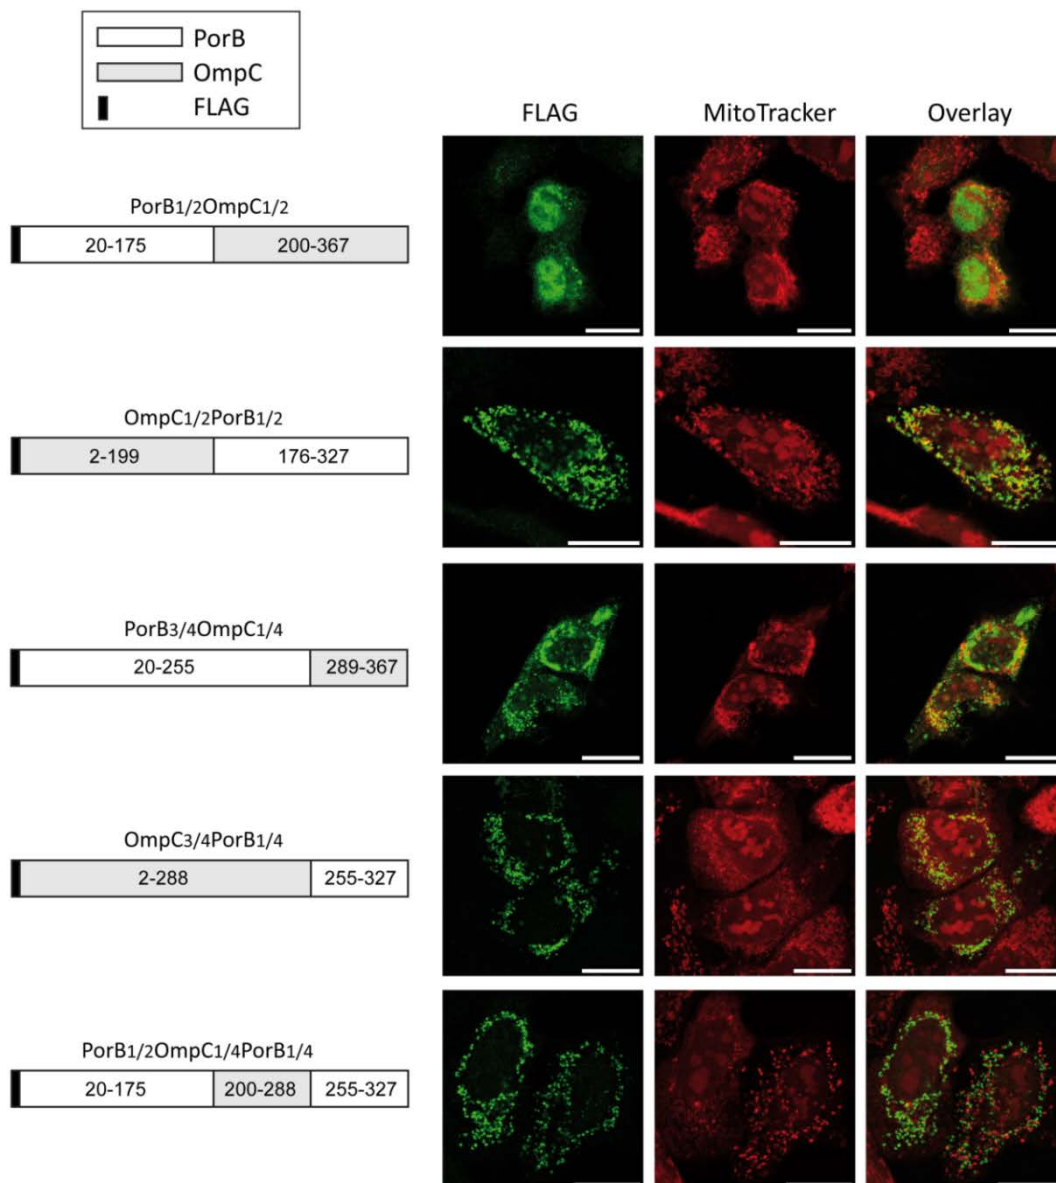 PorB
OmpC
FLAG
FLAG MitoTracker Overlay
PorB1/2OmpC1/2
20-175 200-367
OmpC1/2PorB1/2
2-199 176-327
PorB3/4OmpC1/4
20-255 289-367
OmpC3/4PorB1/4
2-288 255-327
PorB1/2OmpC1/4PorB1/4
20-175 200-288 255-327